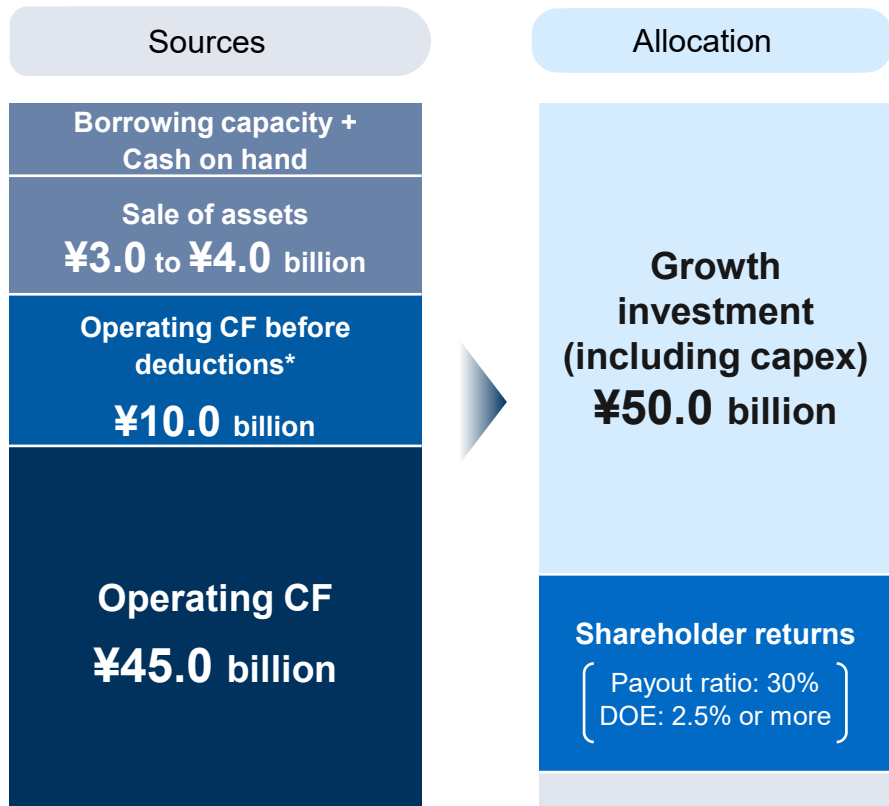 Sources
Borrowing capacity +
Cash on hand
Sale of assets
¥3.0 to ¥4.0 billion
Operating CF before
deductions*
¥10.0 billion
Operating CF
¥45.0 billion
Allocation
Growth
investment
(including capex)
¥50.0 billion
Shareholder returns
Payout ratio: 30%
DOE: 2.5% or more